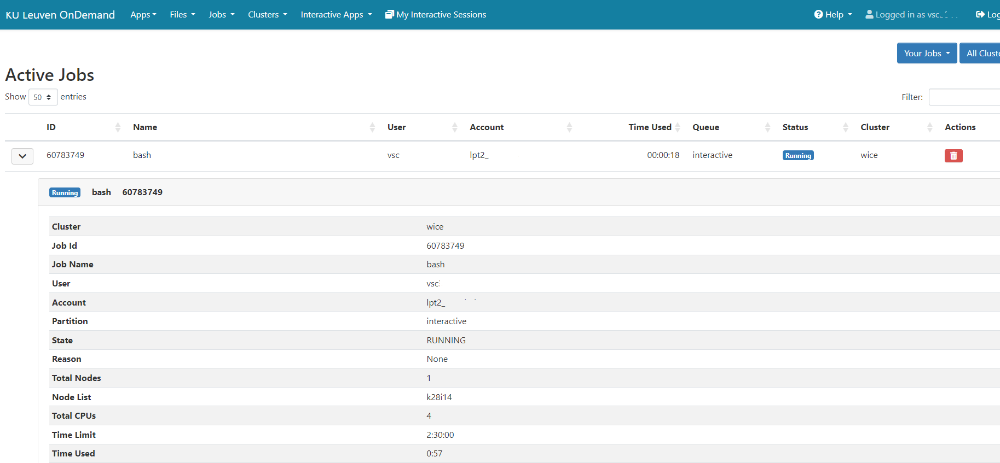 KU Leuven OnDemand Apps Files Jobs Clusters Interactive Apps My Interactive Sessions Help Logged in as vsc Log
Your Jobs All Cluste
Active Jobs
Show 50 entries Filter:
ID Name User Account Time Used Queue Status Cluster Actions
60783749 bash vsc lpt2_ 00:00:18 interactive Running wice
Running bash 60783749
Cluster wice
Job Id 60783749
Job Name bash
User vsc
Account lpt2_
Partition interactive
State RUNNING
Reason None
Total Nodes 1
Node List k28i14
Total CPUs 4
Time Limit 2:30:00
Time Used 0:57